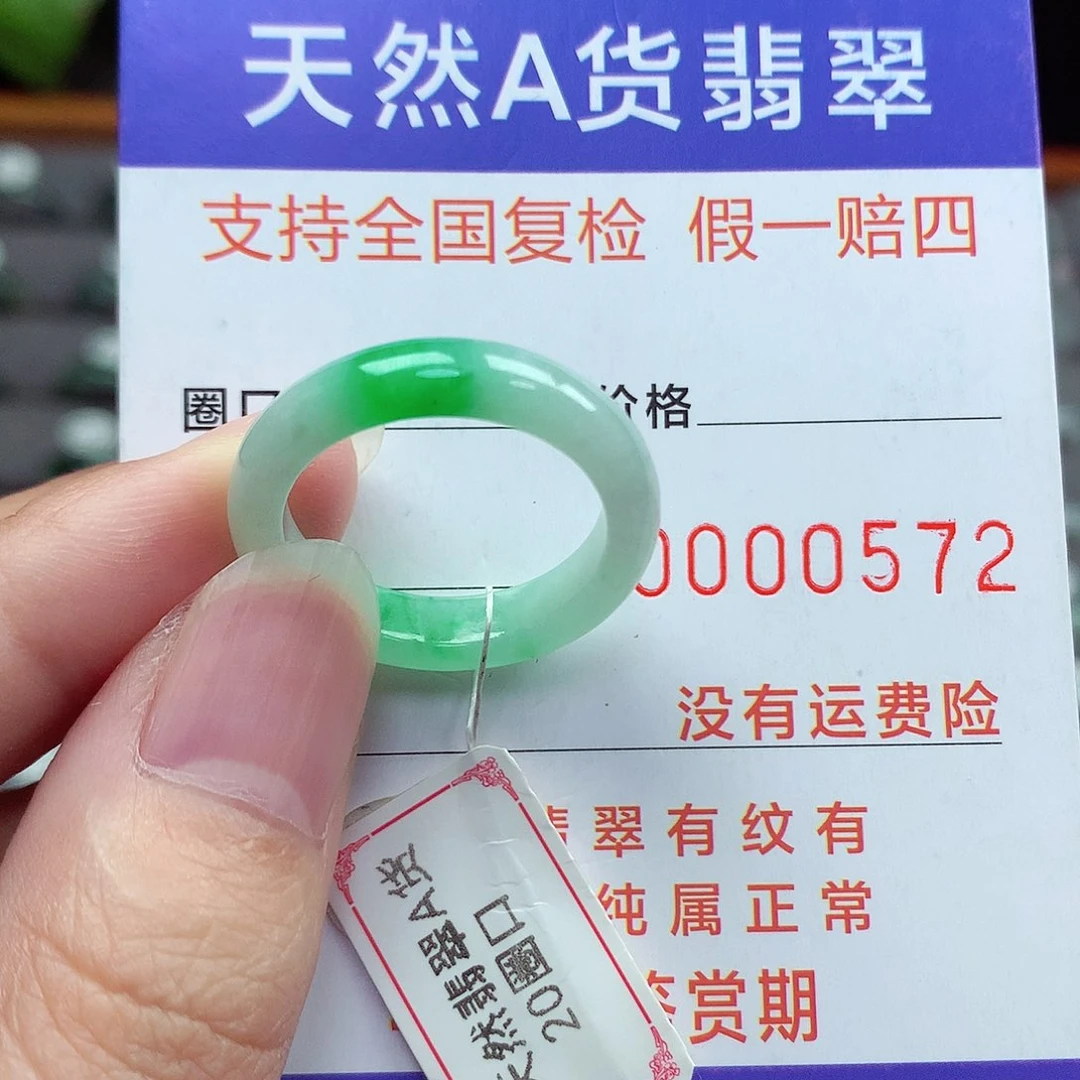 天然A货翡翠
支持全国复检 假一赔四
圈口 价格
0000572
没有运费险
翠有纹有
纯属正常
赏期
天然翡翠A货
20圈口